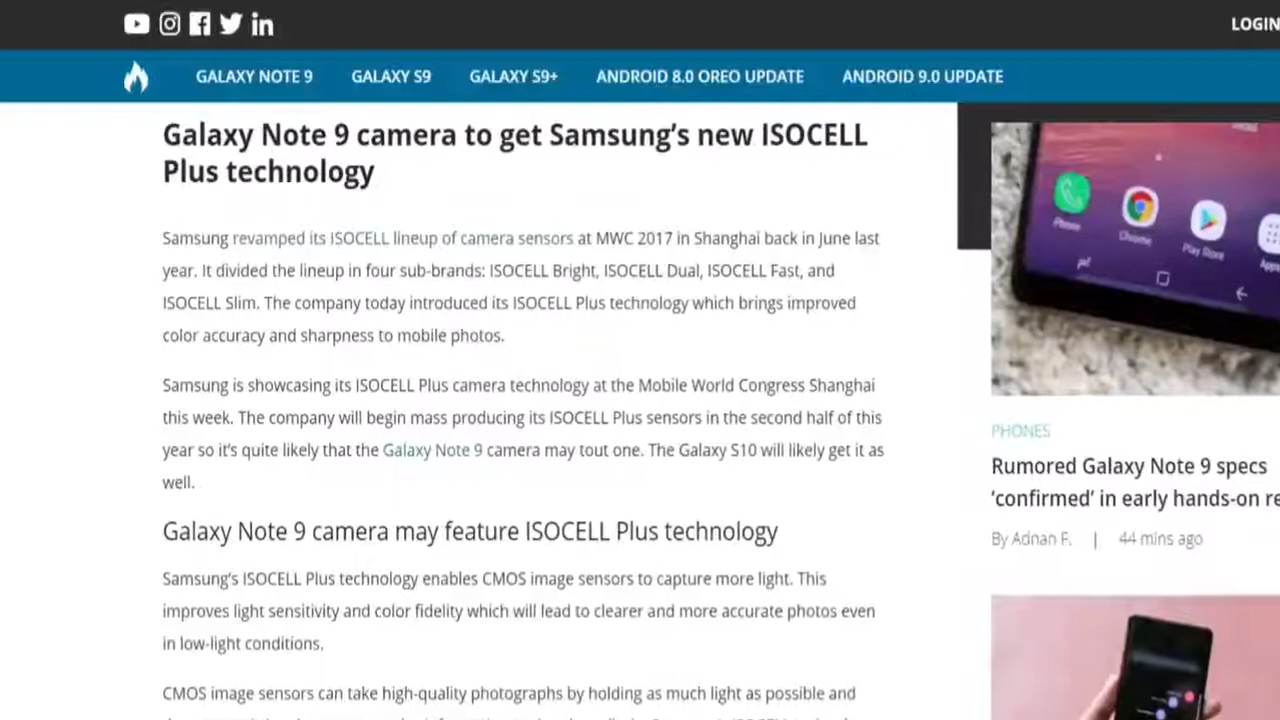 LOGIN
GALAXY NOTE 9 GALAXY S9 GALAXY S9+ ANDROID 8.0 OREO UPDATE ANDROID 9.0 UPDATE
Galaxy Note 9 camera to get Samsung's new ISOCELL
Plus technology
Samsung revamped its ISOCELL lineup of camera sensors at MWC 2017 in Shanghai back in June last
year. It divided the lineup in four sub-brands: ISOCELL Bright, ISOCELL Dual, ISOCELL Fast, and
ISOCELL Slim. The company today introduced its ISOCELL Plus technology which brings improved
color accuracy and sharpness to mobile photos.
Samsung is showcasing its ISOCELL Plus camera technology at the Mobile World Congress Shanghai
this week. The company will begin mass producing its ISOCELL Plus sensors in the second half of this
year so it's quite likely that the Galaxy Note 9 camera may tout one. The Galaxy S10 will likely get it as
well.
Galaxy Note 9 camera may feature ISOCELL Plus technology
Samsung's ISOCELL Plus technology enables CMOS image sensors to capture more light. This
improves light sensitivity and color fidelity which will lead to clearer and more accurate photos even
in low-light conditions.
CMOS image sensors can take high-quality photographs by holding as much light as possible and
Phone Chrome Play Store
PHONES
Rumored Galaxy Note 9 specs
'confirmed' in early hands-on
By Adnan F. | 44 mins ago